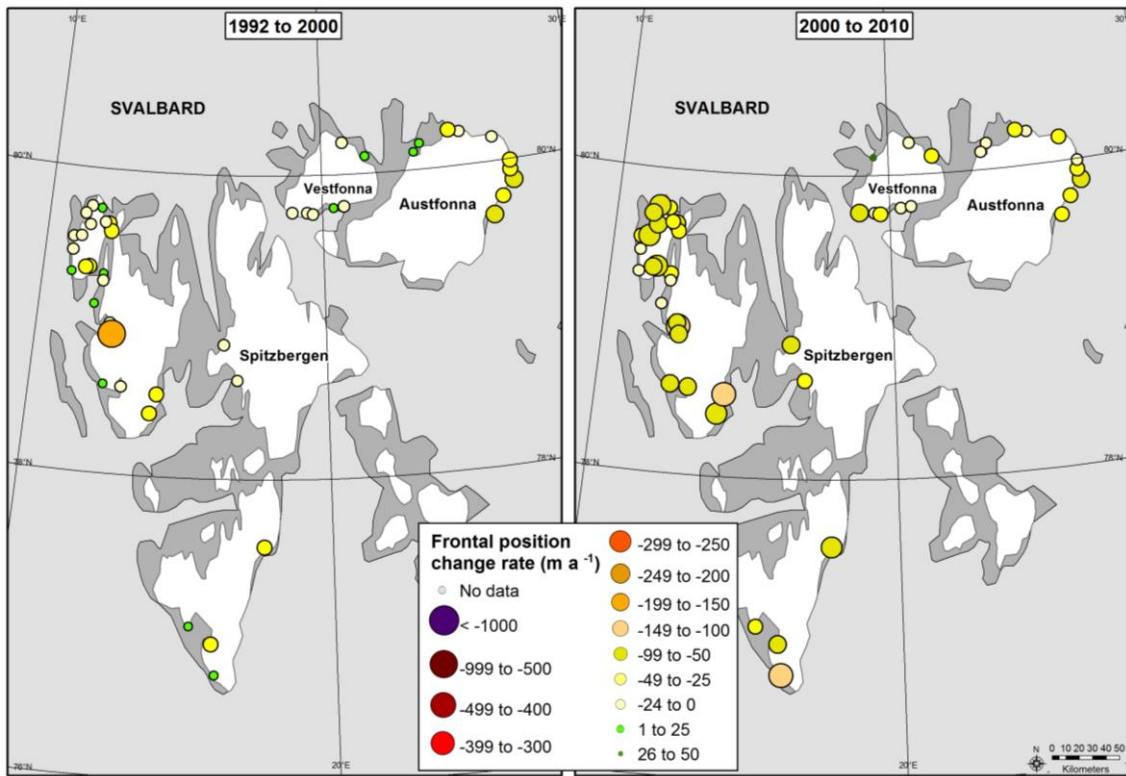 10°E
1992 to 2000
30°E
SVALBARD
80°N
80°N
Vestfonna
Austfonna
Spitzbergen
78°N
78°N
76°N
20°E
10°E
2000 to 2010
30°E
SVALBARD
80°N
80°N
Vestfonna
Austfonna
Spitzbergen
78°N
20°E
Frontal position
change rate (m a -1)
No data
< -1000
-999 to -500
-499 to -400
-399 to -300
-299 to -250
-249 to -200
-199 to -150
-149 to -100
-99 to -50
-49 to -25
-24 to 0
1 to 25
26 to 50
N
0 10 20 30 40 50
Kilometers